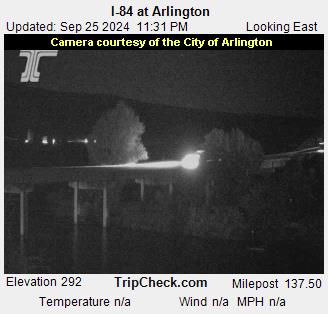 I-84 at Arlington
Updated: Sep 25 2024 11:31 PM Looking East
Camera courtesy of the City of Arlington
Elevation 292 TripCheck.com Milepost 137.50
Temperature n/a Wind n/a MPH n/a